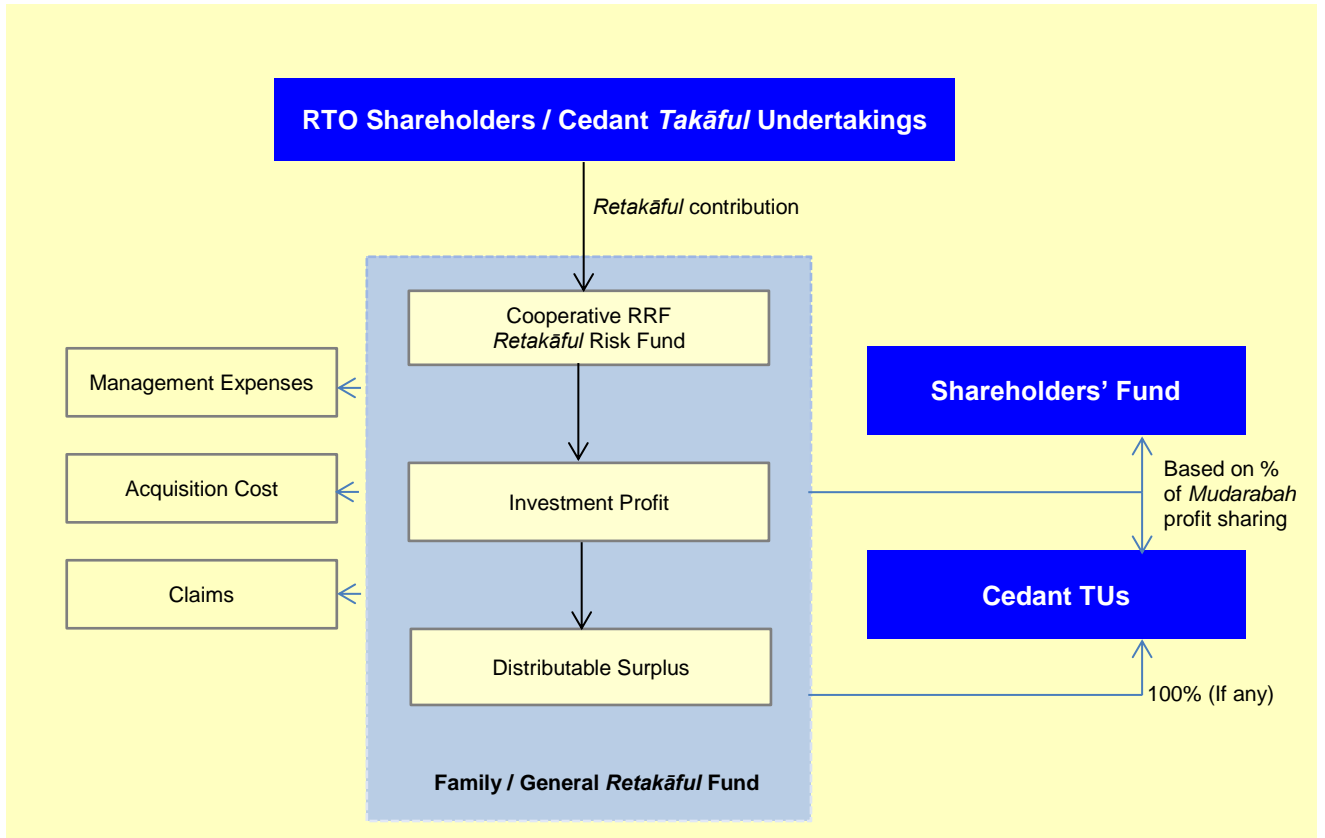 RTO Shareholders / Cedant Takāful Undertakings
Retakāful contribution
Cooperative RRF
Retakāful Risk Fund
Management Expenses
Shareholders’ Fund
Acquisition Cost
Investment Profit
Based on %
of Mudarabah
profit sharing
Claims
Cedant TUs
Distributable Surplus
100% (If any)
Family / General Retakāful Fund